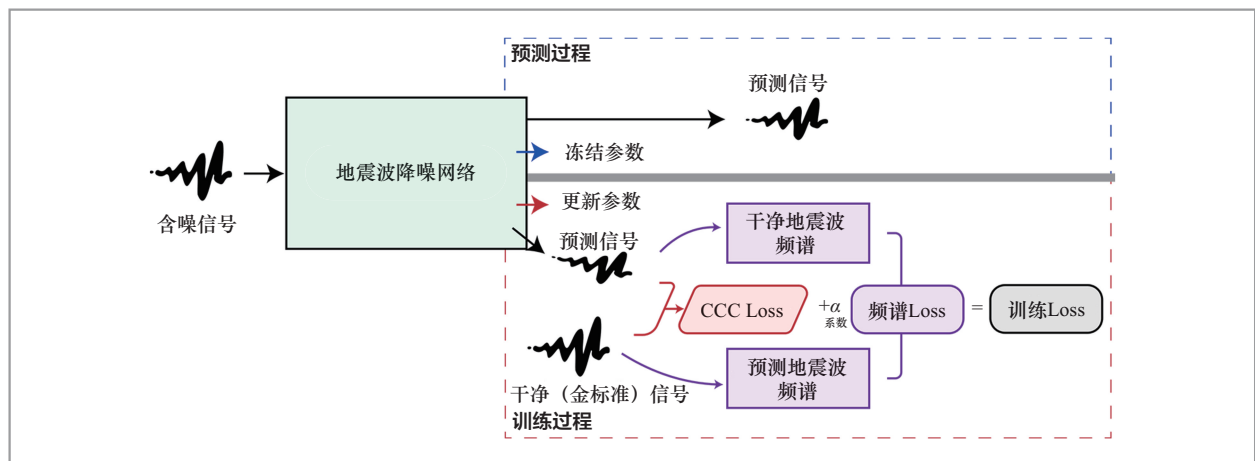 预测过程
预测信号
冻结参数
地震波降噪网络
含噪信号
更新参数
预测信号
干净地震波
频谱
CCC Loss
+α
系数
频谱Loss
=
训练Loss
预测地震波
频谱
干净（金标准）信号
训练过程